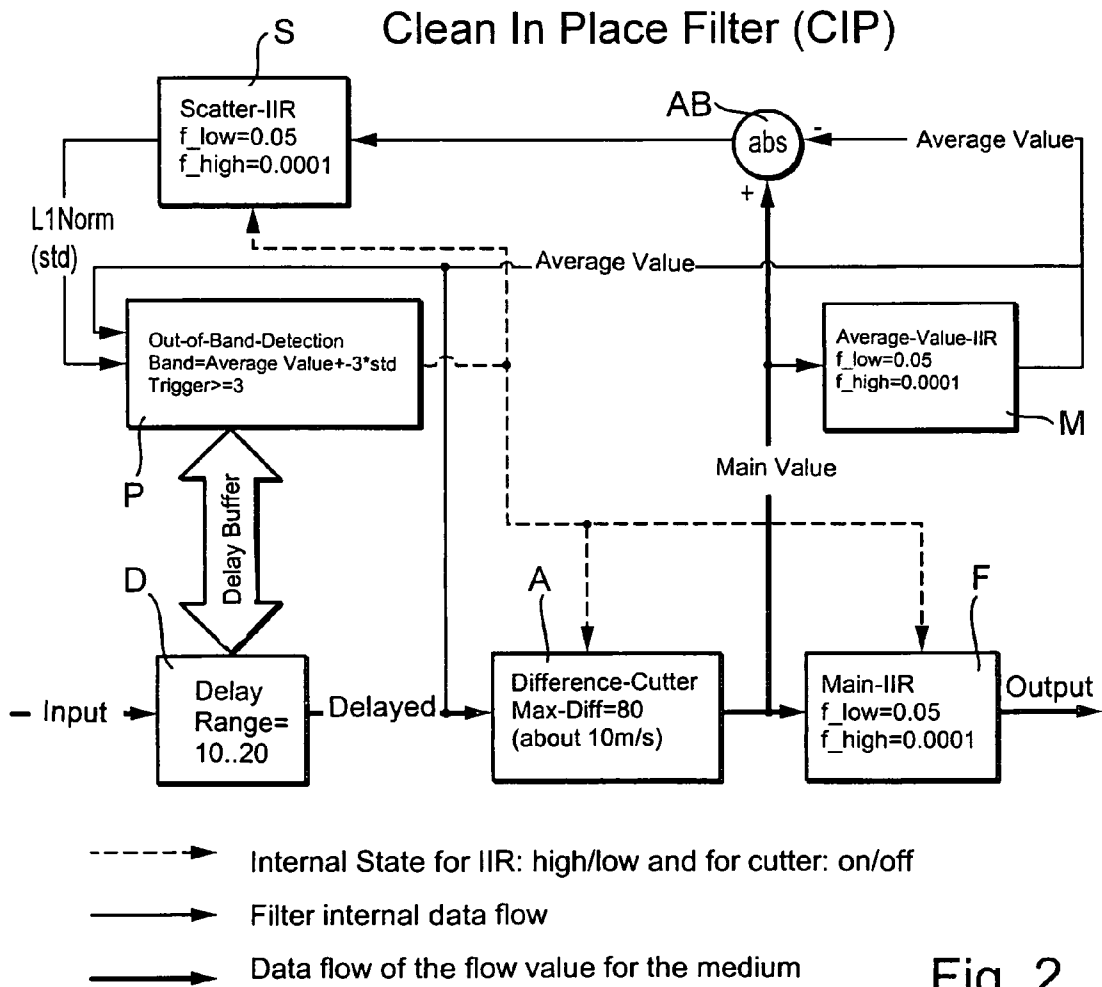 Clean In Place Filter (CIP)
S
Scatter-IIR
f_low=0.05
f_high=0.0001
AB
abs
-
+
Average Value
L1Norm
(std)
Average Value
Out-of-Band-Detection
Band=Average Value+-3*std
Trigger>=3
Average-Value-IIR
f_low=0.05
f_high=0.0001
M
P
Main Value
Delay Buffer
D
A
F
Input
Delay
Range=
10..20
Delayed
Difference-Cutter
Max-Diff=80
(about 10m/s)
Main-IIR
f_low=0.05
f_high=0.0001
Output
Internal State for IIR: high/low and for cutter: on/off
Filter internal data flow
Data flow of the flow value for the medium
Fig. 2